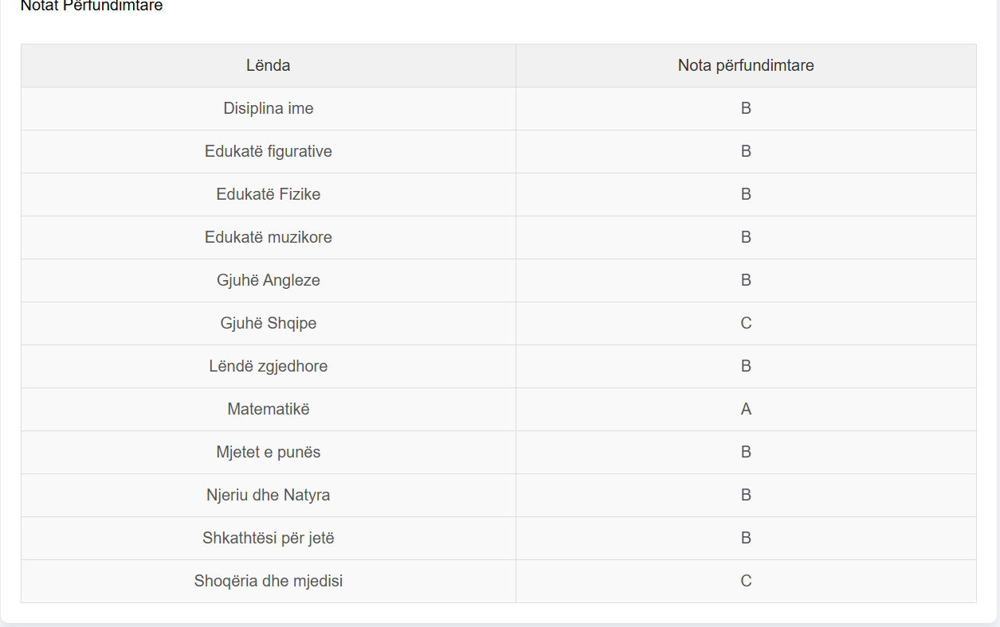 Notat Përfundimtare
Lënda Nota përfundimtare
Disiplina ime B
Edukatë figurative B
Edukatë Fizike B
Edukatë muzikore B
Gjuhë Angleze B
Gjuhë Shqipe C
Lëndë zgjedhore B
Matematikë A
Mjetet e punës B
Njeriu dhe Natyra B
Shkathtësi për jetë B
Shoqëria dhe mjedisi C